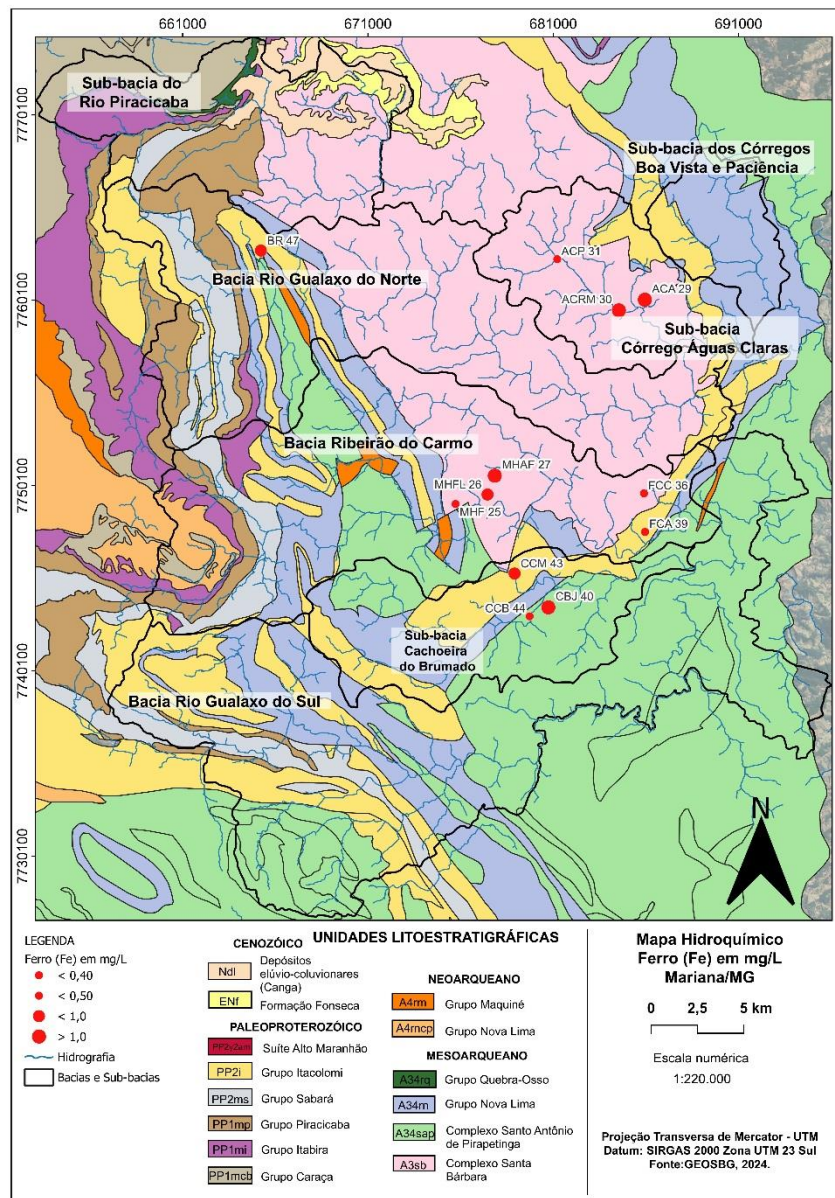 661000
671000
681000
691000
7770100
7760100
7750100
7740100
7730100
Sub-bacia do
Rio Piracicaba
Sub-bacia dos Córregos
Boa Vista e Paciência
BR 47
ACP 31
Bacia Rio Gualaxo do Norte
ACA 29
ACRM 30
Sub-bacia
Córrego Águas Claras
Bacia Ribeirão do Carmo
MHAF 27
MHFL 26
FCC 36
MHF 25
FCA 39
CCM 43
CBJ 40
CCB 44
Sub-bacia
Cachoeira
do Brumado
Bacia Rio Gualaxo do Sul
N
LEGENDA
Ferro (Fe) em mg/L
< 0,40
< 0,50
< 1,0
> 1,0
Hidrografia
Bacias e Sub-bacias
UNIDADES LITOESTRATIGRÁFICAS
CENOZÓICO
Ndl
Depósitos
elúvio-coluvionares
(Canga)
ENf
Formação Fonseca
PALEOPROTEROZÓICO
Suíte Alto Maranhão
PP2i
Grupo Itacolomi
PP2ms
Grupo Sabará
PP1mp
Grupo Piracicaba
PP1mi
Grupo Itabira
PP1mcb
Grupo Caraça
NEOARQUEANO
A4rm
Grupo Maquiné
A4rncp
Grupo Nova Lima
MESOARQUEANO
A34rq
Grupo Quebra-Osso
A34rn
Grupo Nova Lima
A34sap
Complexo Santo Antônio
de Pirapetinga
A3sb
Complexo Santa
Bárbara
Mapa Hidroquímico
Ferro (Fe) em mg/L
Mariana/MG
0 2,5 5 km
Escala numérica
1:220.000
Projeção Transversa de Mercator - UTM
Datum: SIRGAS 2000 Zona UTM 23 Sul
Fonte:GEOSBG, 2024.